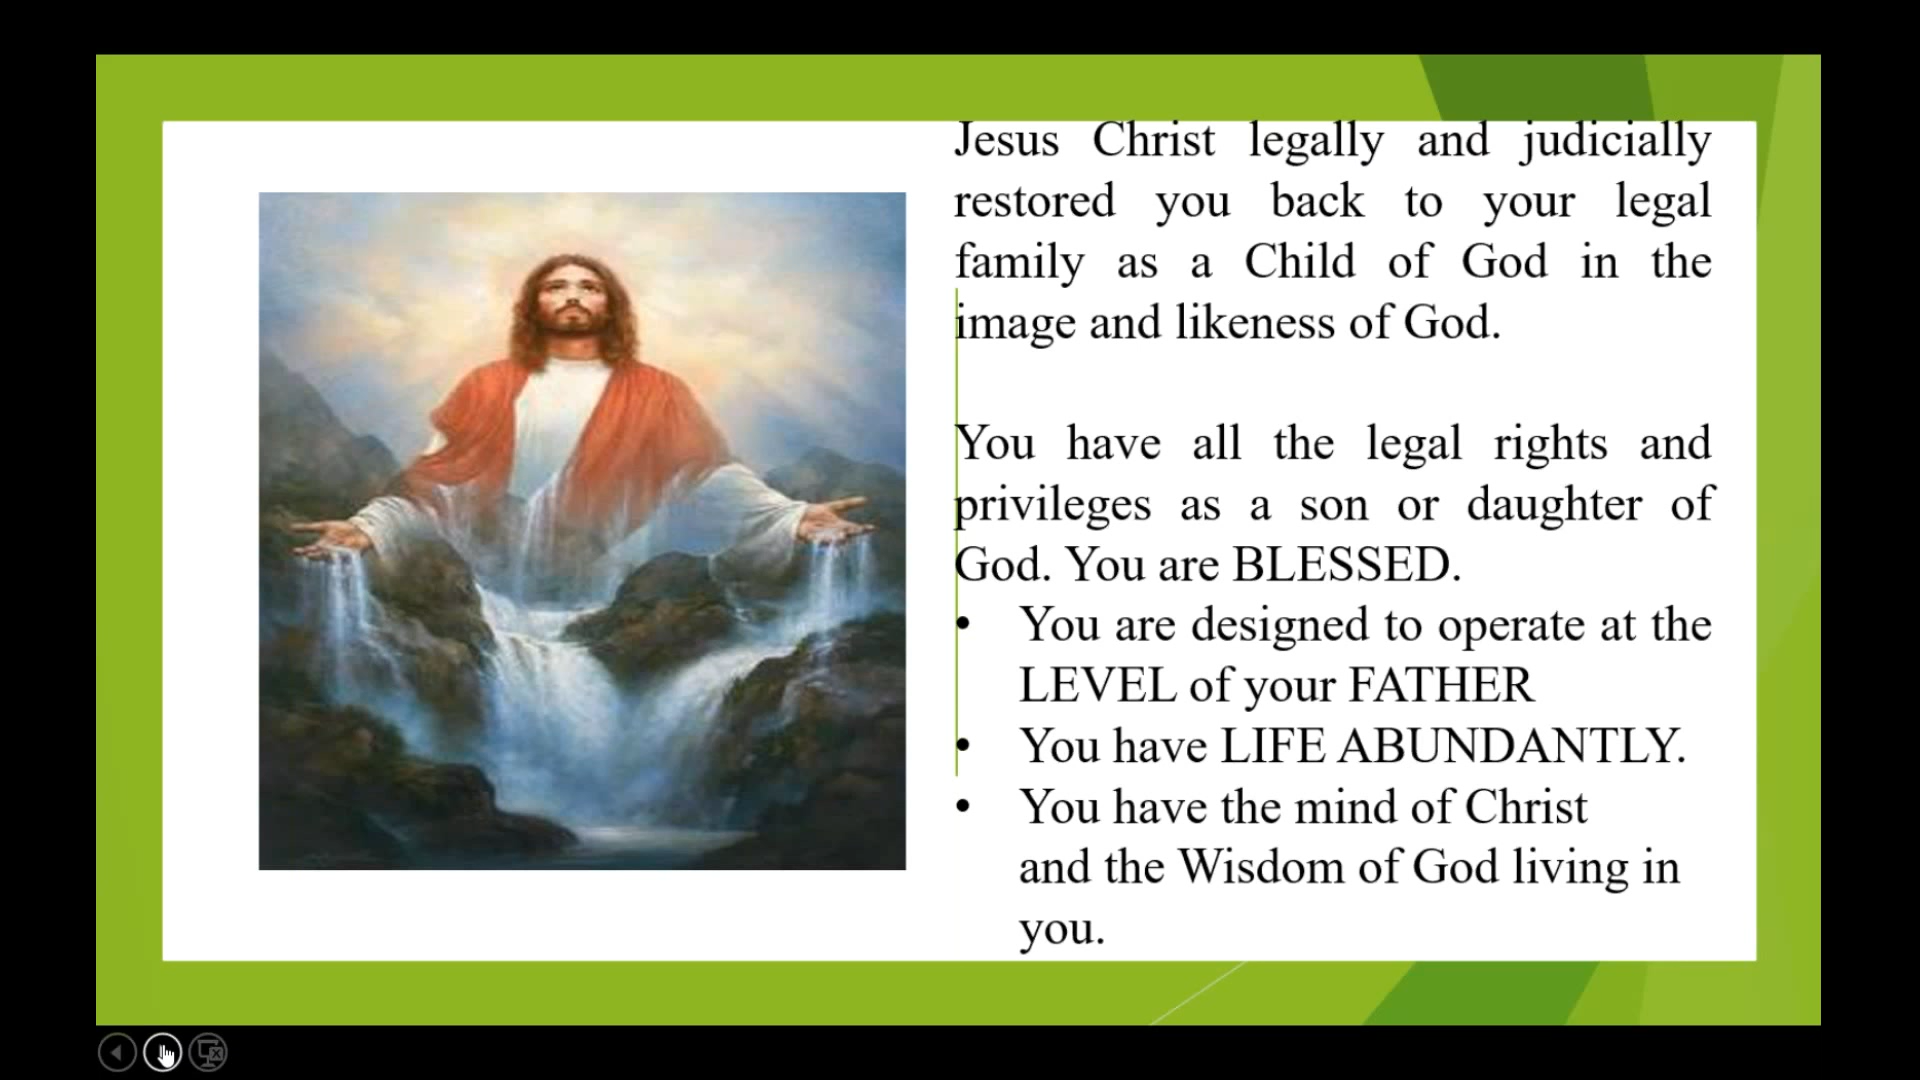 Jesus Christ legally and judicially
restored you back to your legal
family as a Child of God in the
image and likeness of God.
You have all the legal rights and
privileges as a son or daughter of
God. You are BLESSED.
• You are designed to operate at the
LEVEL of your FATHER
• You have LIFE ABUNDANTLY.
• You have the mind of Christ
and the Wisdom of God living in
you.